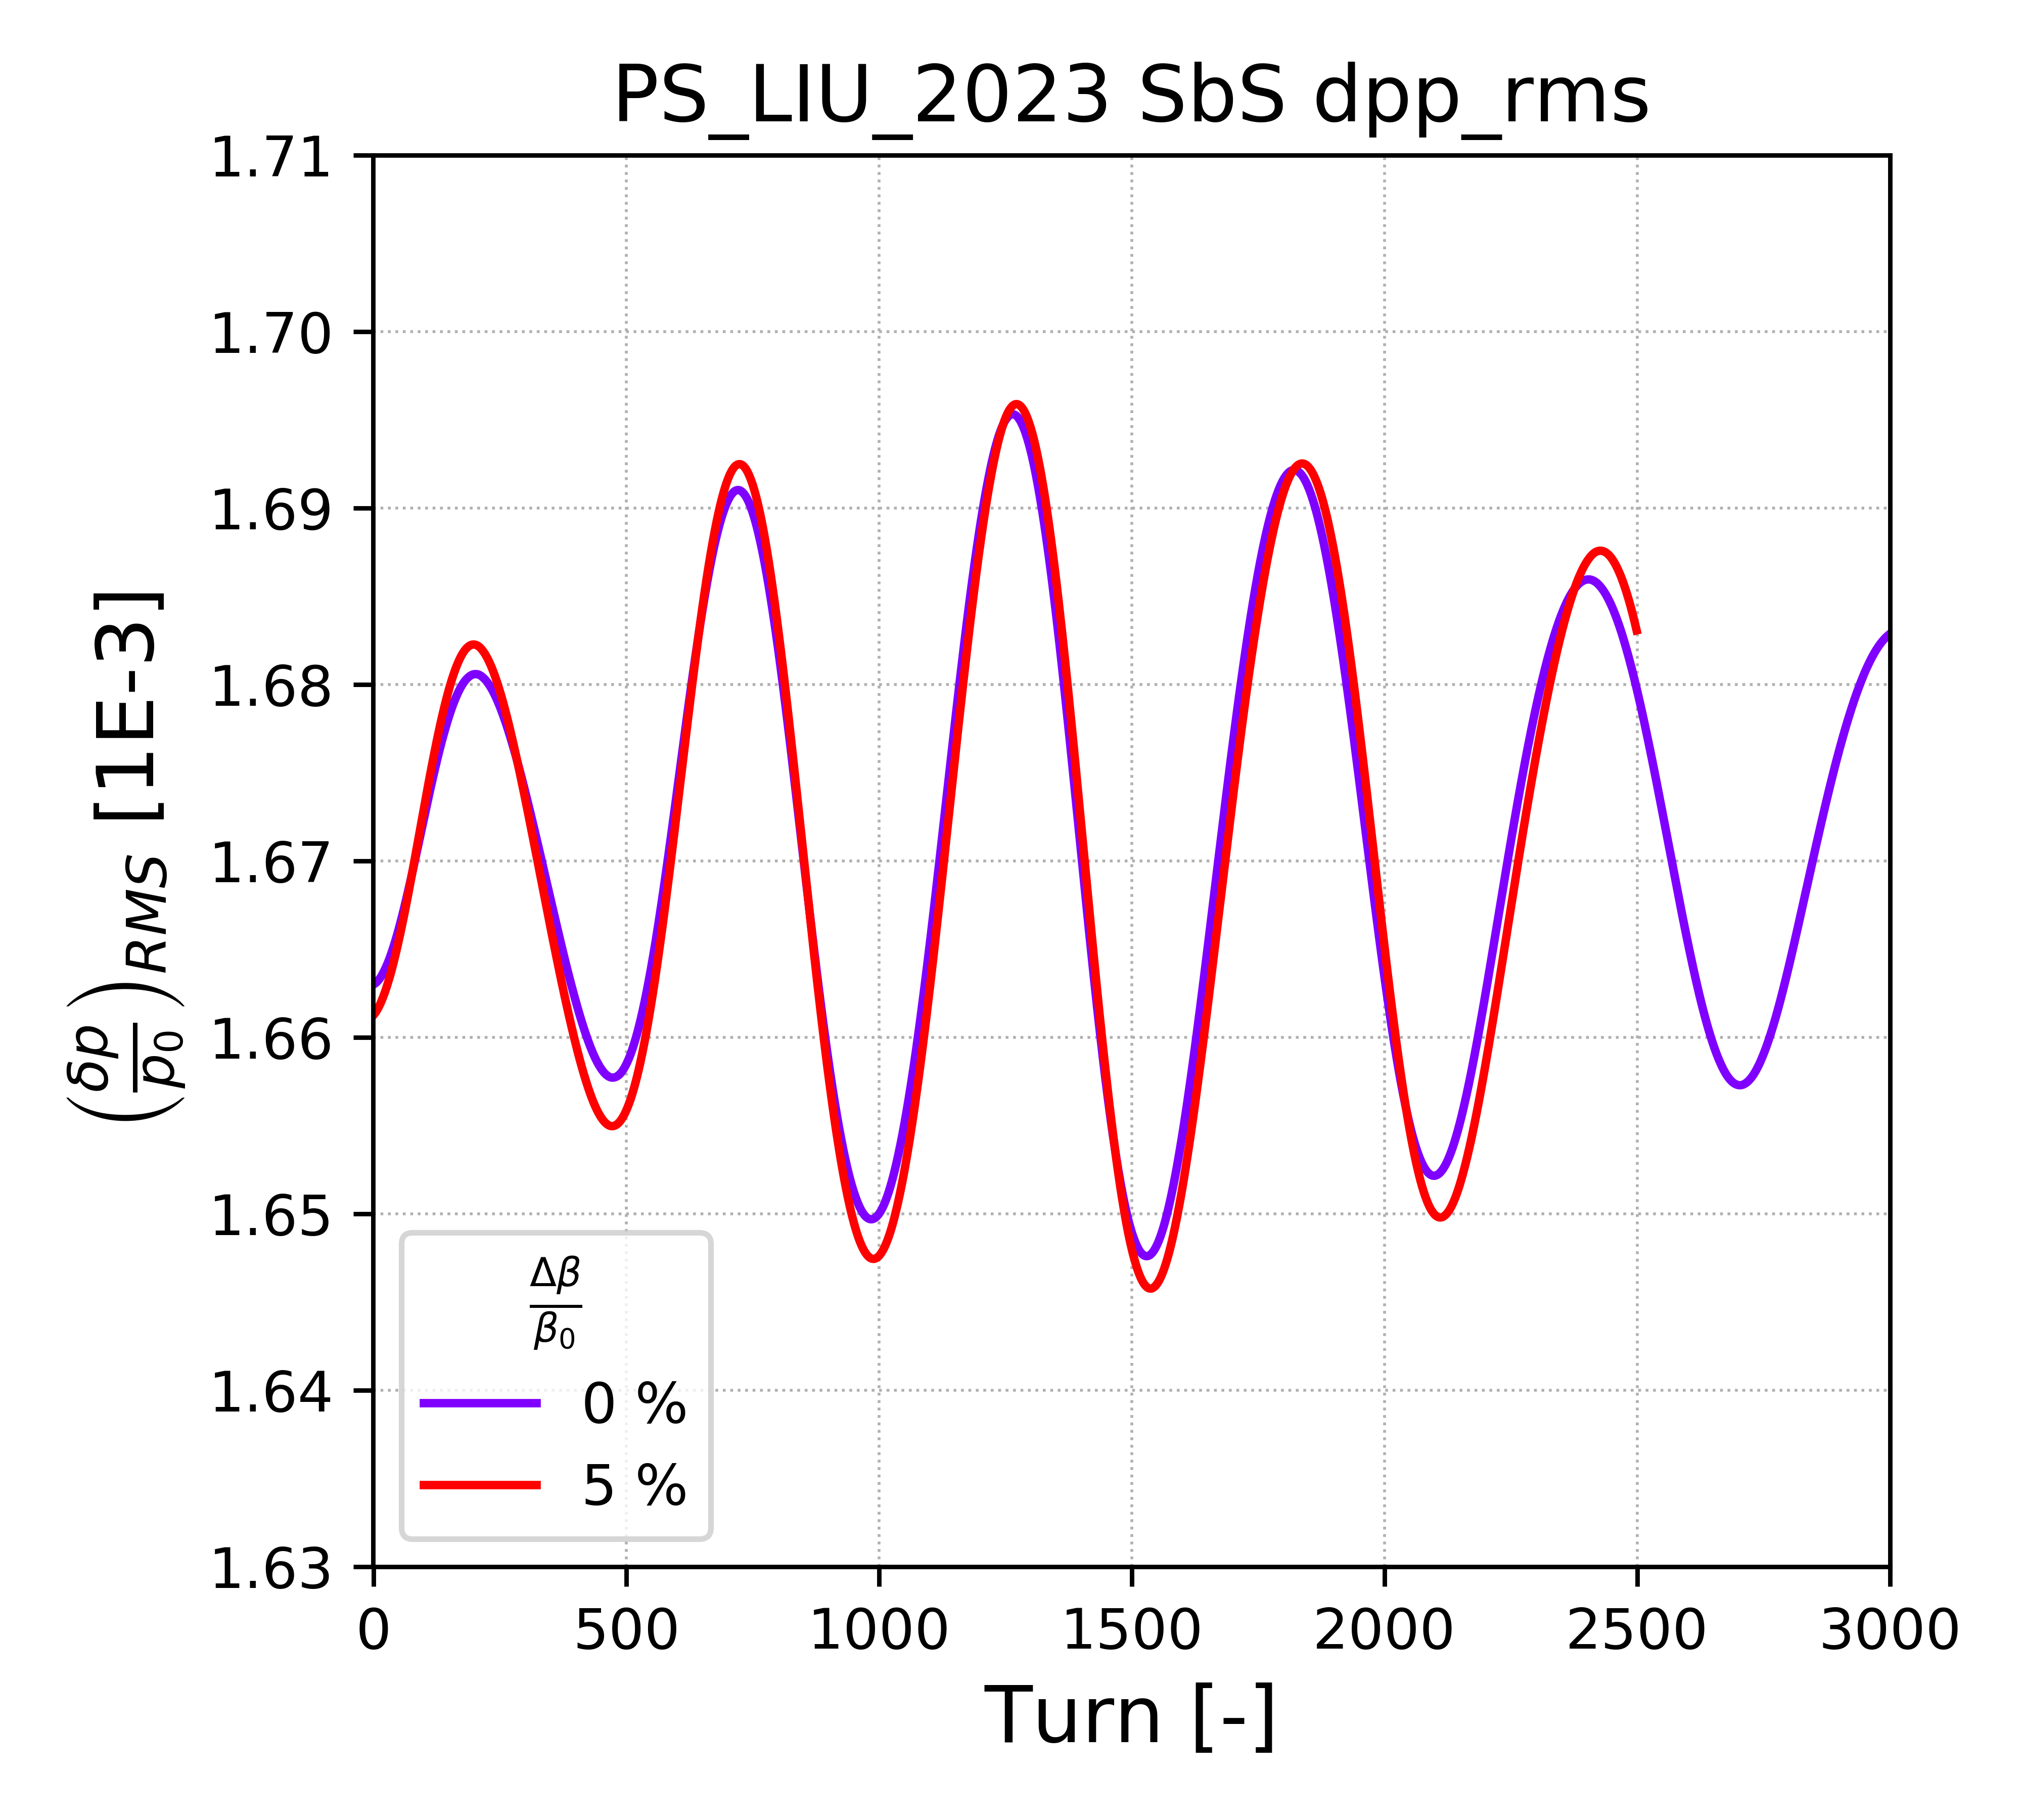 PS_LIU_2023 SbS dpp_rms
1.71
1.70
1.69
1.68
1.67
1.66
1.65
1.64
1.63
(δp/p₀)RMS [1E-3]
Δβ/β₀
0 %
5 %
0 500 1000 1500 2000 2500 3000
Turn [-]